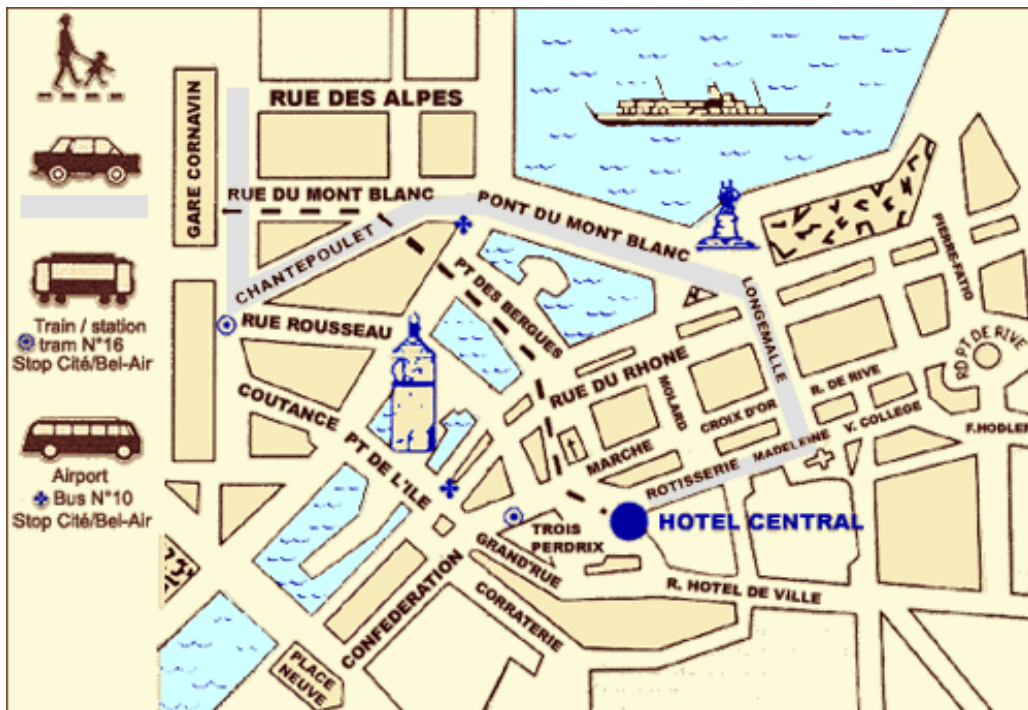 Train / station
tram N°16
Stop Cité/Bel-Air
Airport
Bus N°10
Stop Cité/Bel-Air
GARE CORNAVIN
RUE DES ALPES
RUE DU MONT BLANC
CHANTEPOULET
PONT DU MONT BLANC
PT DES BERGUES
RUE ROUSSEAU
COUTANCE
PT DE L'ILE
RUE DU RHONE
LONGEMALLE
PIERRE-FATIO
RD PT DE RIVE
MOLARD
CROIX D'OR
R. DE RIVE
V. COLLEGE
F.HODLER
MARCHE
ROTISSERIE
MADELEINE
HOTEL CENTRAL
TROIS
PERDRIX
GRAND'RUE
R. HOTEL DE VILLE
CORRATERIE
CONFEDERATION
PLACE
NEUVE